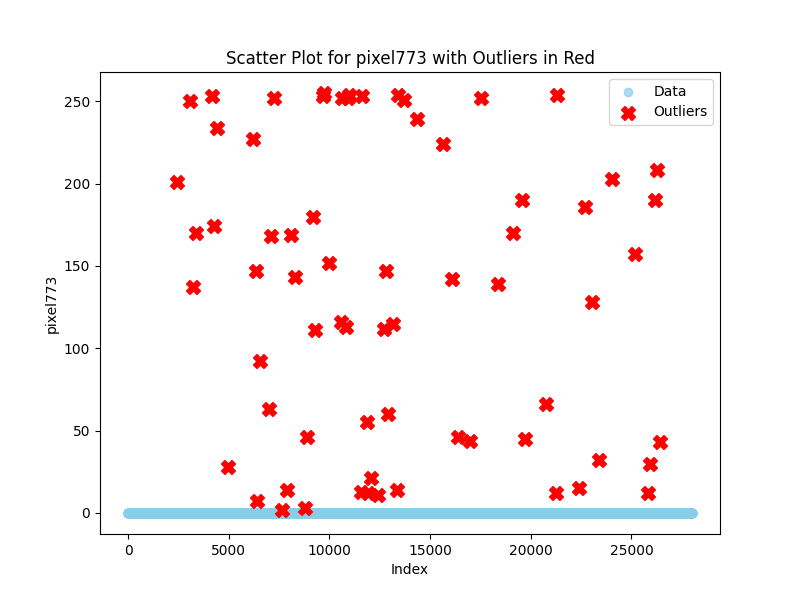 Scatter Plot for pixel773 with Outliers in Red
Data
Outliers
pixel773
250
200
150
100
50
0
0 5000 10000 15000 20000 25000
Index